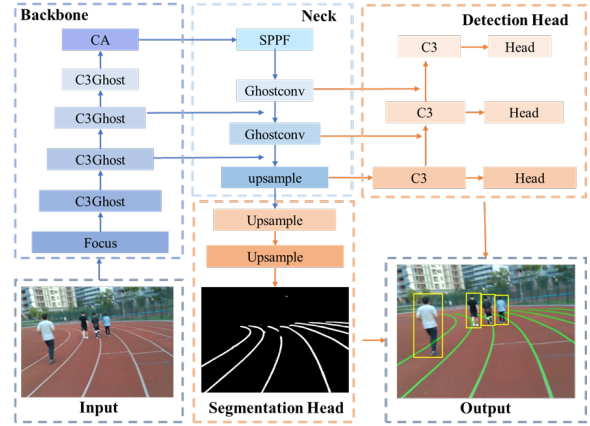 Backbone
CA
C3Ghost
C3Ghost
C3Ghost
C3Ghost
Focus
Input
Neck
SPPF
Ghostconv
Ghostconv
upsample
Upsample
Upsample
Segmentation Head
Detection Head
C3
Head
C3
Head
C3
Head
Output